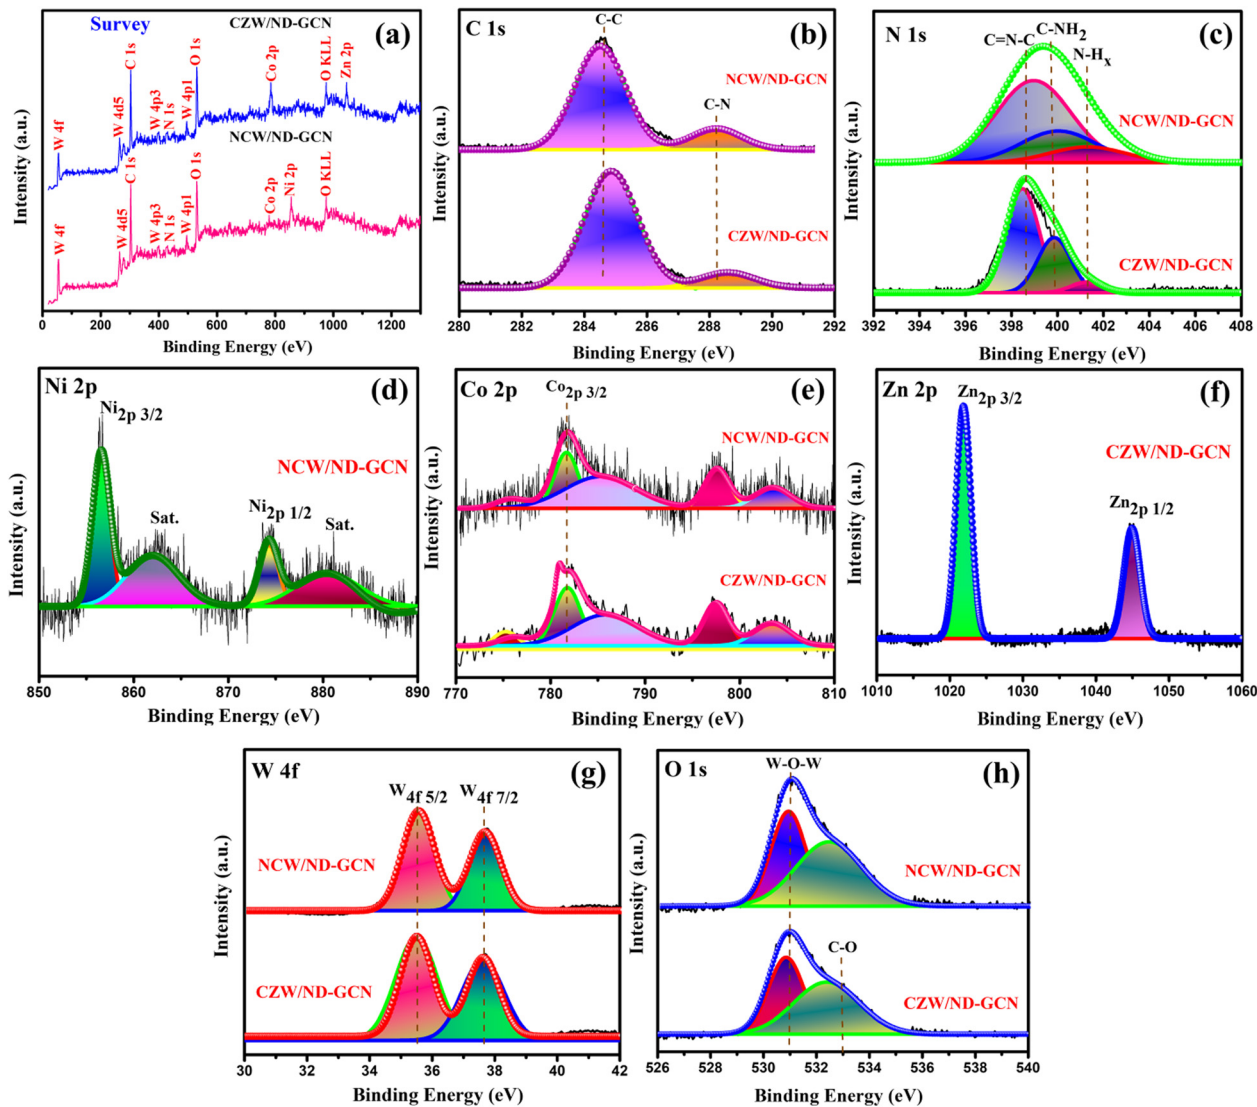 Survey
CZW/ND-GCN
(a)
W 4f
W 4d5
C 1s
W 4p3
N 1s
W 4p1
O 1s
Co 2p
O KLL
Zn 2p
NCW/ND-GCN
W 4f
W 4d5
C 1s
W 4p3
N 1s
W 4p1
O 1s
Co 2p
Ni 2p
O KLL
Intensity (a.u.)
0 200 400 600 800 1000 1200
Binding Energy (eV)
C 1s
C-C
(b)
NCW/ND-GCN
C-N
CZW/ND-GCN
Intensity (a.u.)
280 282 284 286 288 290 292
Binding Energy (eV)
N 1s
C=N-C
C-NH2
N-Hx
(c)
NCW/ND-GCN
CZW/ND-GCN
Intensity (a.u.)
392 394 396 398 400 402 404 406 408
Binding Energy (eV)
Ni 2p
Ni2p 3/2
(d)
NCW/ND-GCN
Sat.
Ni2p 1/2
Sat.
Intensity (a.u.)
850 860 870 880 890
Binding Energy (eV)
Co 2p
Co2p 3/2
(e)
NCW/ND-GCN
CZW/ND-GCN
Intensity (a.u.)
770 780 790 800 810
Binding Energy (eV)
Zn 2p
Zn2p 3/2
(f)
CZW/ND-GCN
Zn2p 1/2
Intensity (a.u.)
1010 1020 1030 1040 1050 1060
Binding Energy (eV)
W 4f
W4f 5/2
W4f 7/2
(g)
NCW/ND-GCN
CZW/ND-GCN
Intensity (a.u.)
30 32 34 36 38 40 42
Binding Energy (eV)
O 1s
W-O-W
(h)
NCW/ND-GCN
C-O
CZW/ND-GCN
Intensity (a.u.)
526 528 530 532 534 536 538 540
Binding Energy (eV)